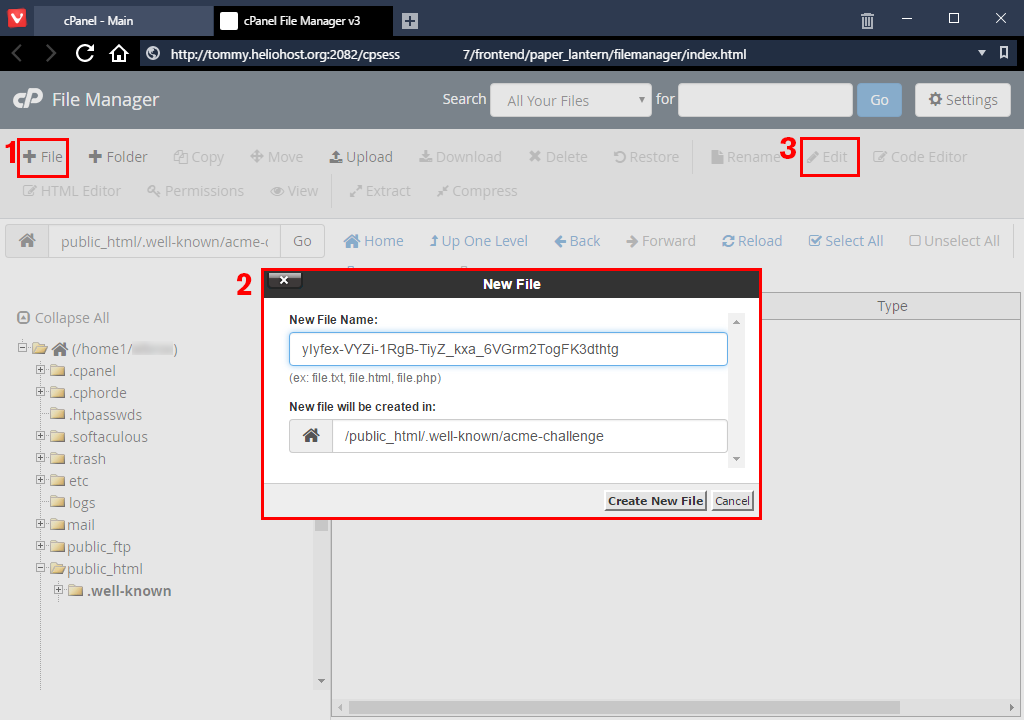 cPanel - Main
cPanel File Manager v3
http://tommy.heliohost.org:2082/cpsess 7/frontend/paper_lantern/filemanager/index.html
cP File Manager
Search All Your Files for Go Settings
1 File Folder Copy Move Upload Download Delete Restore Rename 3 Edit Code Editor
HTML Editor Permissions View Extract Compress
public_html/.well-known/acme-c Go Home Up One Level Back Forward Reload Select All Unselect All
2 New File
Type
Collapse All
New File Name:
(/home1/ )
yIyfex-VYZi-1RgB-TiyZ_kxa_6VGrm2TogFK3dthtg
.cpanel
(ex: file.txt, file.html, file.php)
.cphorde
New file will be created in:
.htpasswds
.softaculous
/public_html/.well-known/acme-challenge
.trash
etc
logs
Create New File Cancel
mail
public_ftp
public_html
.well-known